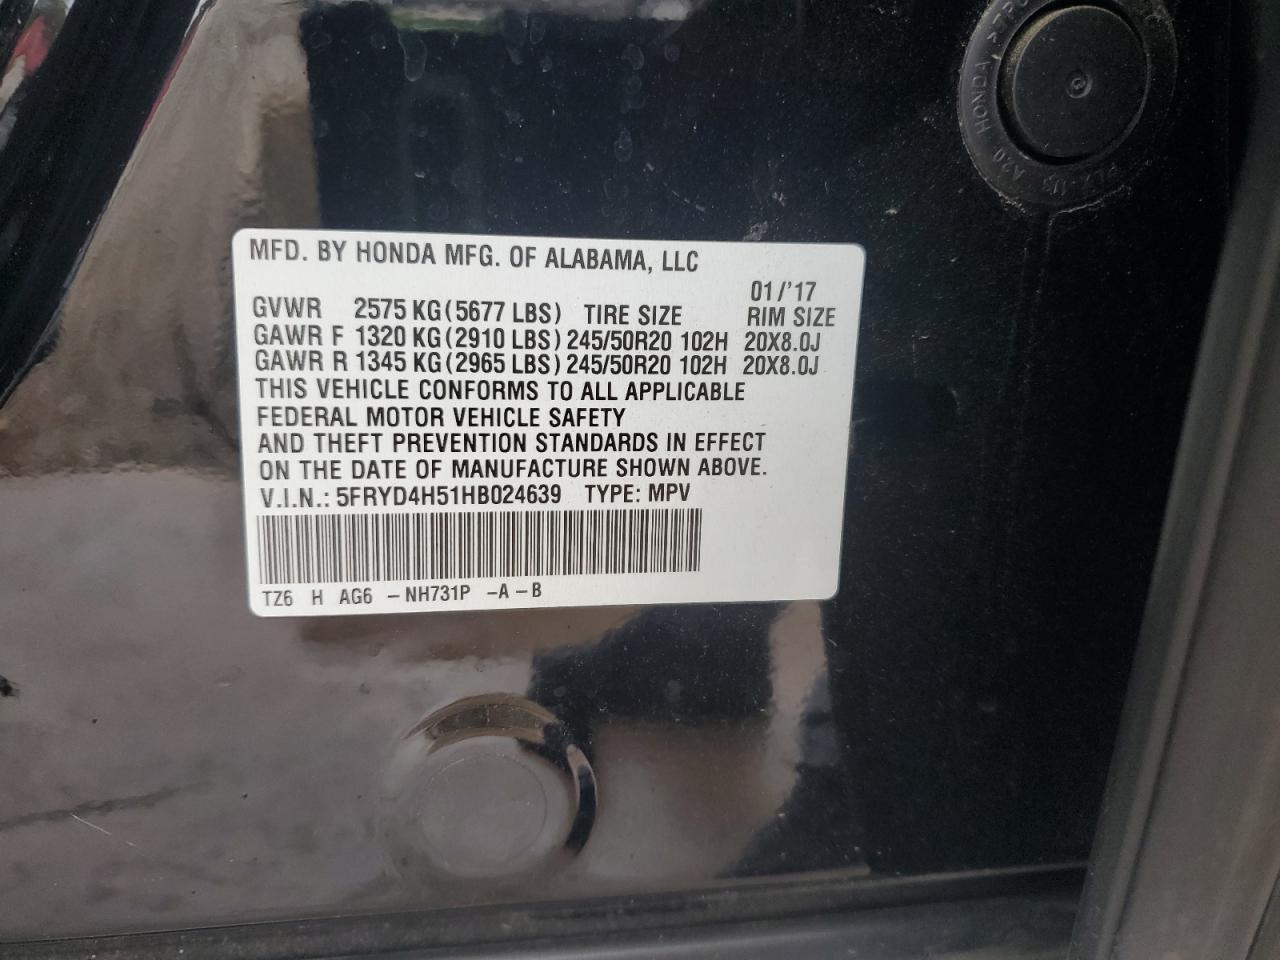 HONDA >PP
A20
MFD. BY HONDA MFG. OF ALABAMA, LLC
01/'17
GVWR 2575 KG(5677 LBS) TIRE SIZE RIM SIZE
GAWR F 1320 KG(2910 LBS) 245/50R20 102H 20X8.0J
GAWR R 1345 KG(2965 LBS) 245/50R20 102H 20X8.0J
THIS VEHICLE CONFORMS TO ALL APPLICABLE
FEDERAL MOTOR VEHICLE SAFETY
AND THEFT PREVENTION STANDARDS IN EFFECT
ON THE DATE OF MANUFACTURE SHOWN ABOVE.
V.I.N.: 5FRYD4H51HB024639 TYPE: MPV
TZ6 H AG6 -NH731P -A-B